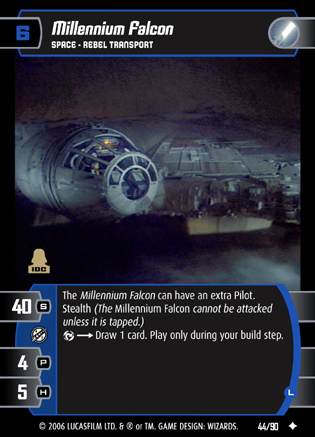 6
Millennium Falcon
SPACE - REBEL TRANSPORT
IDC
40 S
4 P
5 H
The Millennium Falcon can have an extra Pilot.
Stealth (The Millennium Falcon cannot be attacked
unless it is tapped.)
Draw 1 card. Play only during your build step.
L
© 2006 LUCASFILM LTD. & ® or TM. GAME DESIGN: WIZARDS. 44/90